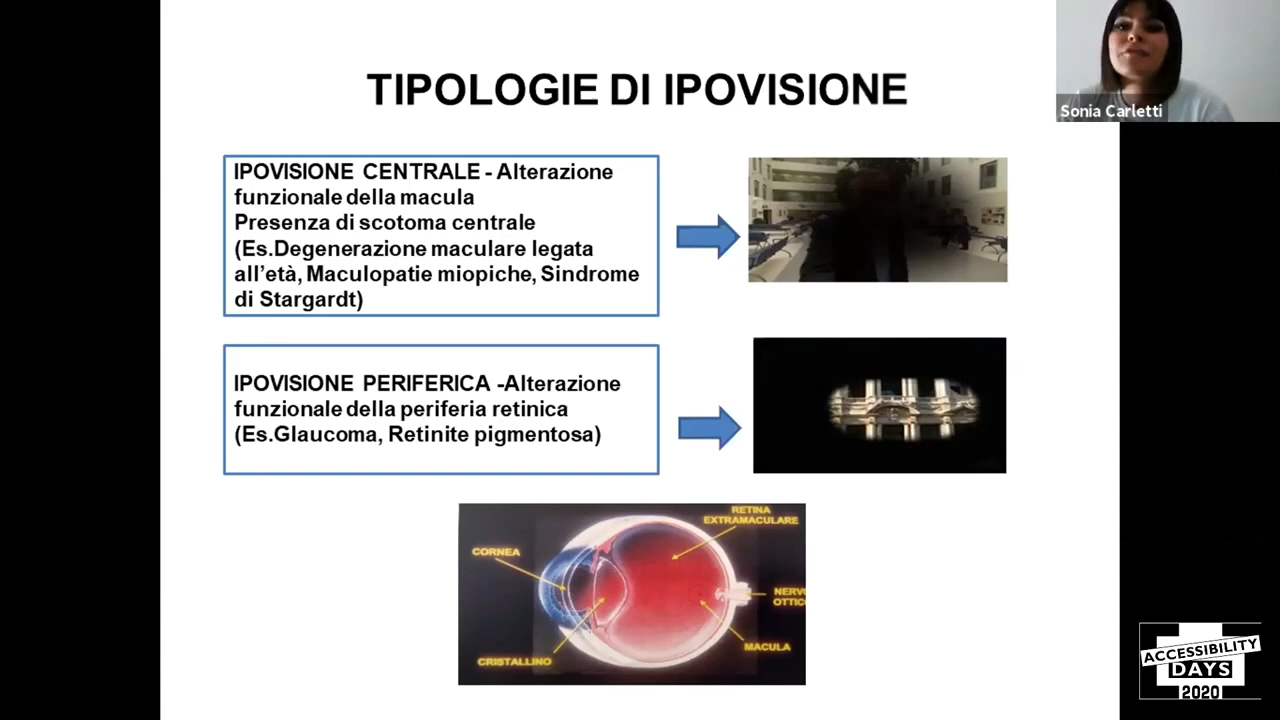 TIPOLOGIE DI IPOVISIONE
Sonia Carletti
IPOVISIONE CENTRALE - Alterazione
funzionale della macula
Presenza di scotoma centrale
(Es.Degenerazione maculare legata
all'età, Maculopatie miopiche, Sindrome
di Stargardt)
IPOVISIONE PERIFERICA -Alterazione
funzionale della periferia retinica
(Es.Glaucoma, Retinite pigmentosa)
RETINA
EXTRAMACULARE
CORNEA
NERVO
OTTICO
MACULA
CRISTALLINO
ACCESSIBILITY
DAYS
2020